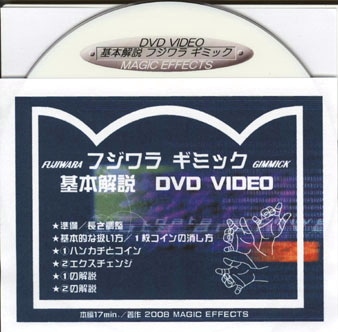 DVD VIDEO
基本解説 フジワラ ギミック
MAGIC EFFECTS
FUJIWARA フジワラ ギミック GIMMICK
基本解説 DVD VIDEO
★準備／長さ調整
★基本的な扱い方／1枚コインの消し方
★①ハンカチとコイン
★②エクスチェンジ
★①の解説
★②の解説
本編17min.／著作 2008 MAGIC EFFECTS